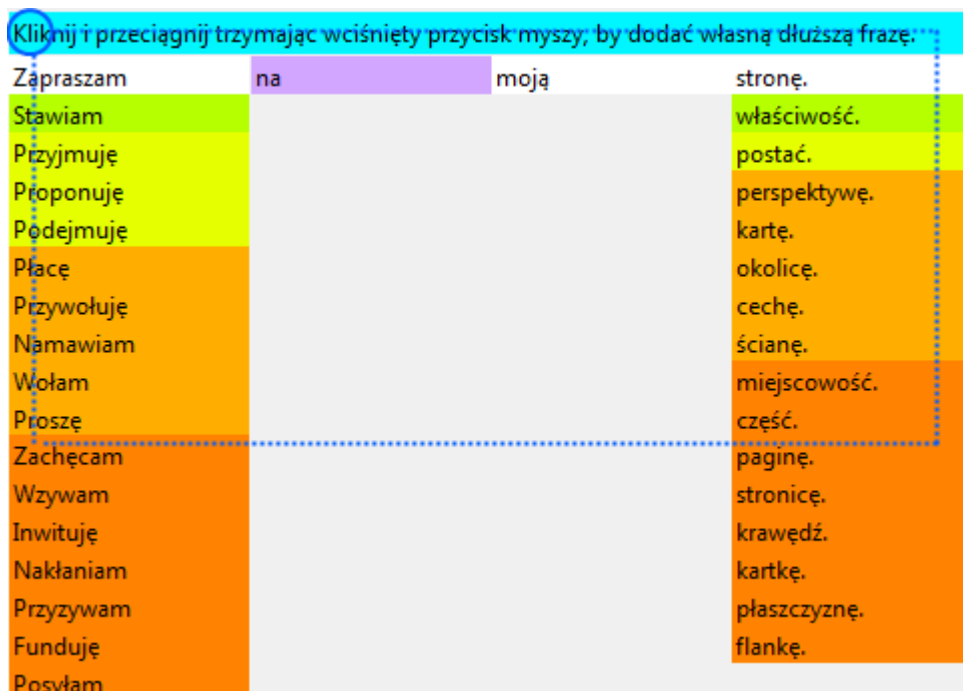 Kliknij i przeciągnij trzymając wciśnięty przycisk myszy, by dodać własną dłuższą frazę.
Zapraszam na moją stronę.
Stawiam właściwość.
Przyjmuję postać.
Proponuję perspektywę.
Podejmuję kartę.
Płacę okolicę.
Przywołuję cechę.
Namawiam ścianę.
Wołam miejscowość.
Proszę część.
Zachęcam paginę.
Wzywam stronicę.
Inwituję krawędź.
Nakłaniam kartkę.
Przyzywam płaszczyznę.
Funduję flankę.
Posyłam